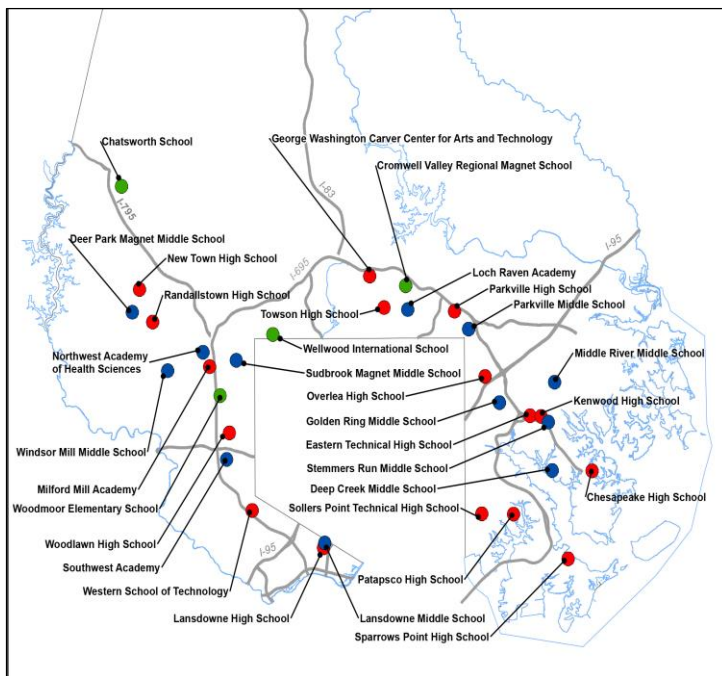 George Washington Carver Center for Arts and Technology
Chatsworth School
Cromwell Valley Regional Magnet School
I-83
I-795
Deer Park Magnet Middle School
I-95
New Town High School
I-695
Loch Raven Academy
Parkville High School
Randallstown High School
Parkville Middle School
Towson High School
Wellwood International School
Northwest Academy
of Health Sciences
Middle River Middle School
Sudbrook Magnet Middle School
Overlea High School
Kenwood High School
Golden Ring Middle School
Eastern Technical High School
Windsor Mill Middle School
Stemmers Run Middle School
Deep Creek Middle School
Milford Mill Academy
Chesapeake High School
Woodmoor Elementary School
Sollers Point Technical High School
Woodlawn High School
I-95
Southwest Academy
Patapsco High School
Western School of Technology
Lansdowne High School
Lansdowne Middle School
Sparrows Point High School